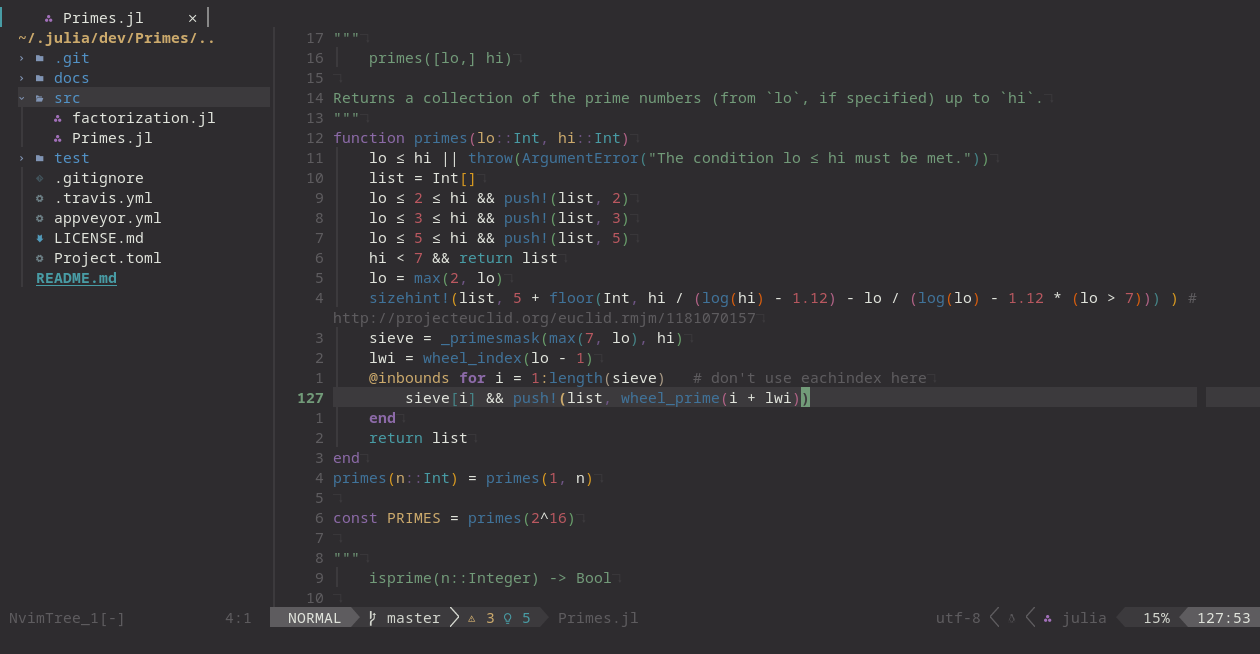 Primes.jl ×
~/.julia/dev/Primes/..
.git
docs
src
factorization.jl
Primes.jl
test
.gitignore
.travis.yml
appveyor.yml
LICENSE.md
Project.toml
README.md
17 """
16     primes([lo,] hi)
15
14 Returns a collection of the prime numbers (from `lo`, if specified) up to `hi`.
13 """
12 function primes(lo::Int, hi::Int)
11     lo ≤ hi || throw(ArgumentError("The condition lo ≤ hi must be met."))
10     list = Int[]
9     lo ≤ 2 ≤ hi && push!(list, 2)
8     lo ≤ 3 ≤ hi && push!(list, 3)
7     lo ≤ 5 ≤ hi && push!(list, 5)
6     hi < 7 && return list
5     lo = max(2, lo)
4     sizehint!(list, 5 + floor(Int, hi / (log(hi) - 1.12) - lo / (log(lo) - 1.12 * (lo > 7))) ) #
http://projecteuclid.org/euclid.rmjm/1181070157
3     sieve = _primesmask(max(7, lo), hi)
2     lwi = wheel_index(lo - 1)
1     @inbounds for i = 1:length(sieve)   # don't use eachindex here
127         sieve[i] && push!(list, wheel_prime(i + lwi))
1     end
2     return list
3 end
4 primes(n::Int) = primes(1, n)
5
6 const PRIMES = primes(2^16)
7
8 """
9     isprime(n::Integer) -> Bool
10
NvimTree_1[-] 4:1 NORMAL master 3 5 Primes.jl utf-8 julia 15% 127:53